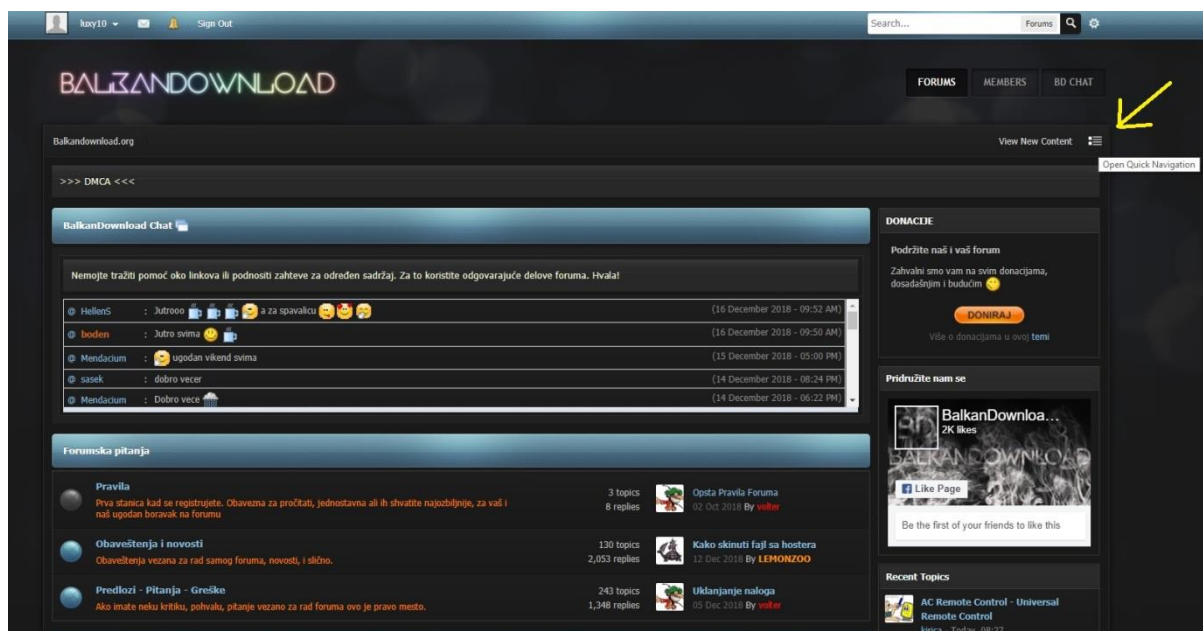 luxy10
Sign Out
Search...
Forums
BALKANDOWNLOAD
FORUMS
MEMBERS
BD CHAT
Balkandownload.org
View New Content
Open Quick Navigation
>>> DMCA <<<
BalkanDownload Chat
Nemojte tražiti pomoć oko linkova ili podnositi zahteve za određen sadržaj. Za to koristite odgovarajuće delove foruma. Hvala!
@ HellenS : Jutrooo a za spavalicu (16 December 2018 - 09:52 AM)
@ boden : Jutro svima (16 December 2018 - 09:50 AM)
@ Mendacium : ugodan vikend svima (15 December 2018 - 05:00 PM)
@ sasek : dobro vecer (14 December 2018 - 08:24 PM)
@ Mendacium : Dobro vece (14 December 2018 - 06:22 PM)
Forumska pitanja
Pravila
Prva stanica kad se registrujete. Obavezna za pročitati, jednostavna ali ih shvatite najozbiljnije, za vaš i
naš ugodan boravak na forumu
3 topics
8 replies
Opsta Pravila Foruma
02 Oct 2018 By volter
Obaveštenja i novosti
Obaveštenja vezana za rad samog foruma, novosti, i slično.
130 topics
2,053 replies
Kako skinuti fajl sa hostera
12 Dec 2018 By LEMONZOO
Predlozi - Pitanja - Greške
Ako imate neku kritiku, pohvalu, pitanje vezano za rad foruma ovo je pravo mesto.
243 topics
1,348 replies
Uklanjanje naloga
05 Dec 2018 By volter
DONACIJE
Podržite naš i vaš forum
Zahvalni smo vam na svim donacijama,
dosadašnjim i budućim
DONIRAJ
Više o donacijama u ovoj temi
Pridružite nam se
BalkanDownloa...
2K likes
BALKANDOWNLOAD
Like Page
Be the first of your friends to like this
Recent Topics
AC Remote Control - Universal
Remote Control
kirica - Today, 08:27